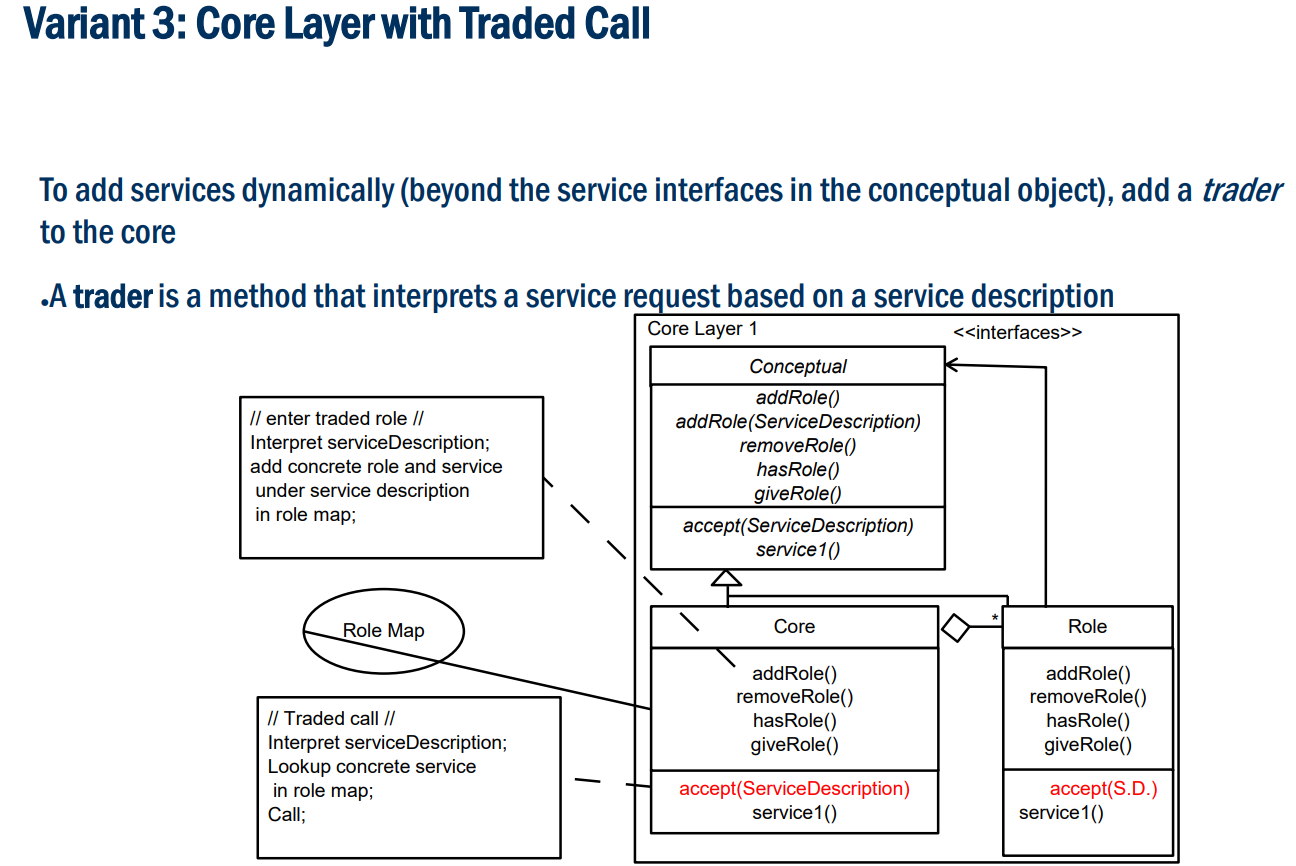 Variant 3: Core Layer with Traded Call
To add services dynamically (beyond the service interfaces in the conceptual object), add a trader
to the core
•A trader is a method that interprets a service request based on a service description
Core Layer 1
<<interfaces>>
Conceptual
addRole()
addRole(ServiceDescription)
removeRole()
hasRole()
giveRole()
accept(ServiceDescription)
service1()
// enter traded role //
Interpret serviceDescription;
add concrete role and service
under service description
in role map;
Role Map
// Traded call //
Interpret serviceDescription;
Lookup concrete service
in role map;
Call;
Core
addRole()
removeRole()
hasRole()
giveRole()
accept(ServiceDescription)
service1()
*
Role
addRole()
removeRole()
hasRole()
giveRole()
accept(S.D.)
service1()